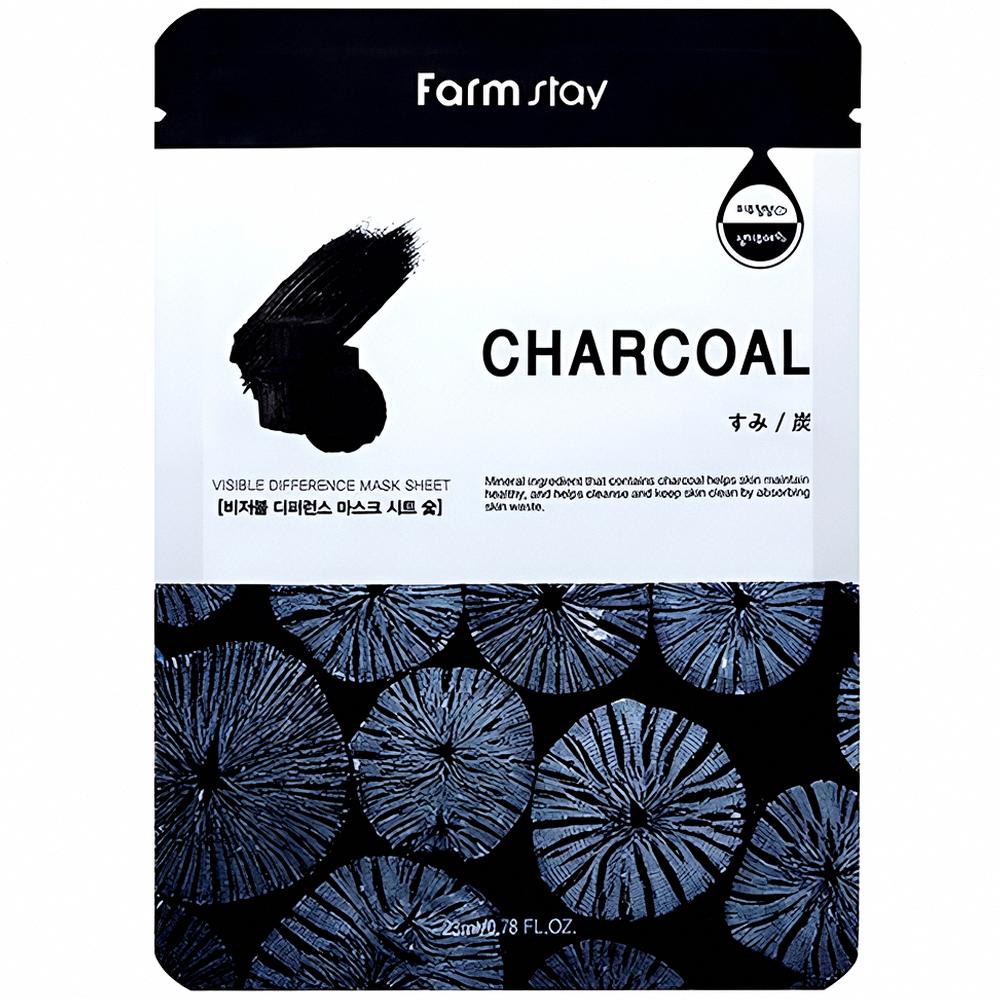 Farm stay
CHARCOAL
すみ / 炭
VISIBLE DIFFERENCE MASK SHEET
[비저블 디퍼런스 마스크 시트 숯]
Mineral ingredient that contains charcoal helps skin maintain
healthy, and helps cleanse and keep skin clean by absorbing
skin waste.
23ml/0.78 FL.OZ.